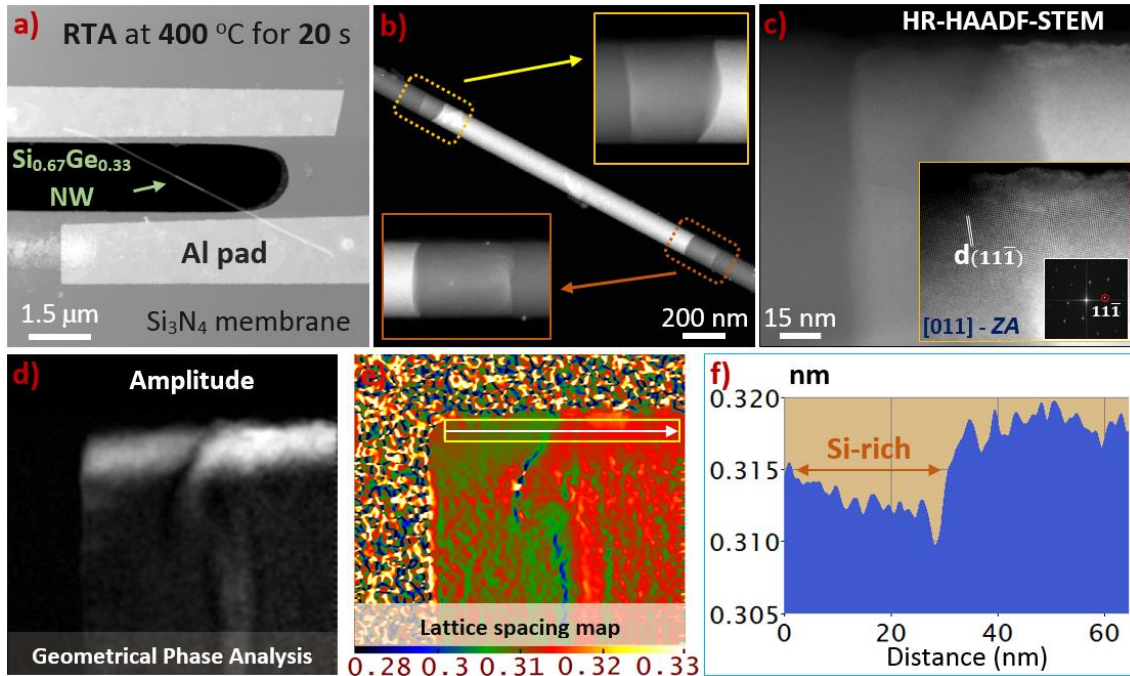 a)
RTA at 400 °C for 20 s
Si0.67Ge0.33
NW
Al pad
1.5 µm
Si3N4 membrane
b)
200 nm
c)
HR-HAADF-STEM
d(111̅)
111̅
[011] - ZA
15 nm
d)
Amplitude
Geometrical Phase Analysis
e)
Lattice spacing map
0.28 0.3 0.31 0.32 0.33
f)
nm
0.320
Si-rich
0.315
0.310
0.305
0 20 40 60
Distance (nm)